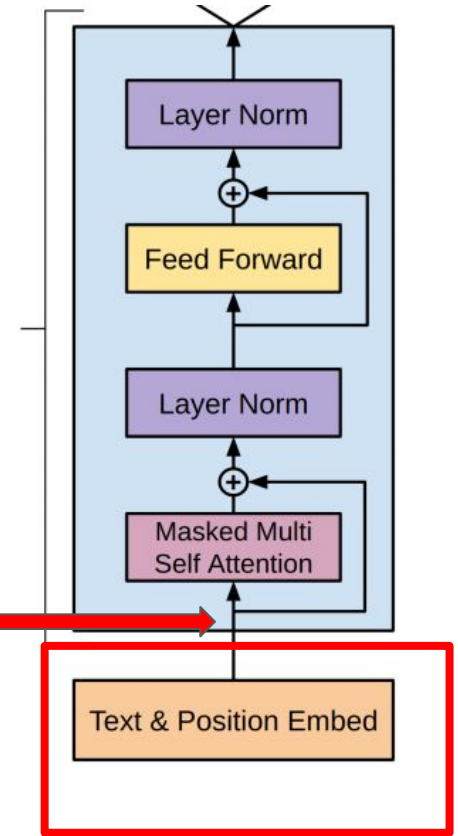 Layer Norm
Feed Forward
Layer Norm
Masked Multi
Self Attention
Text & Position Embed